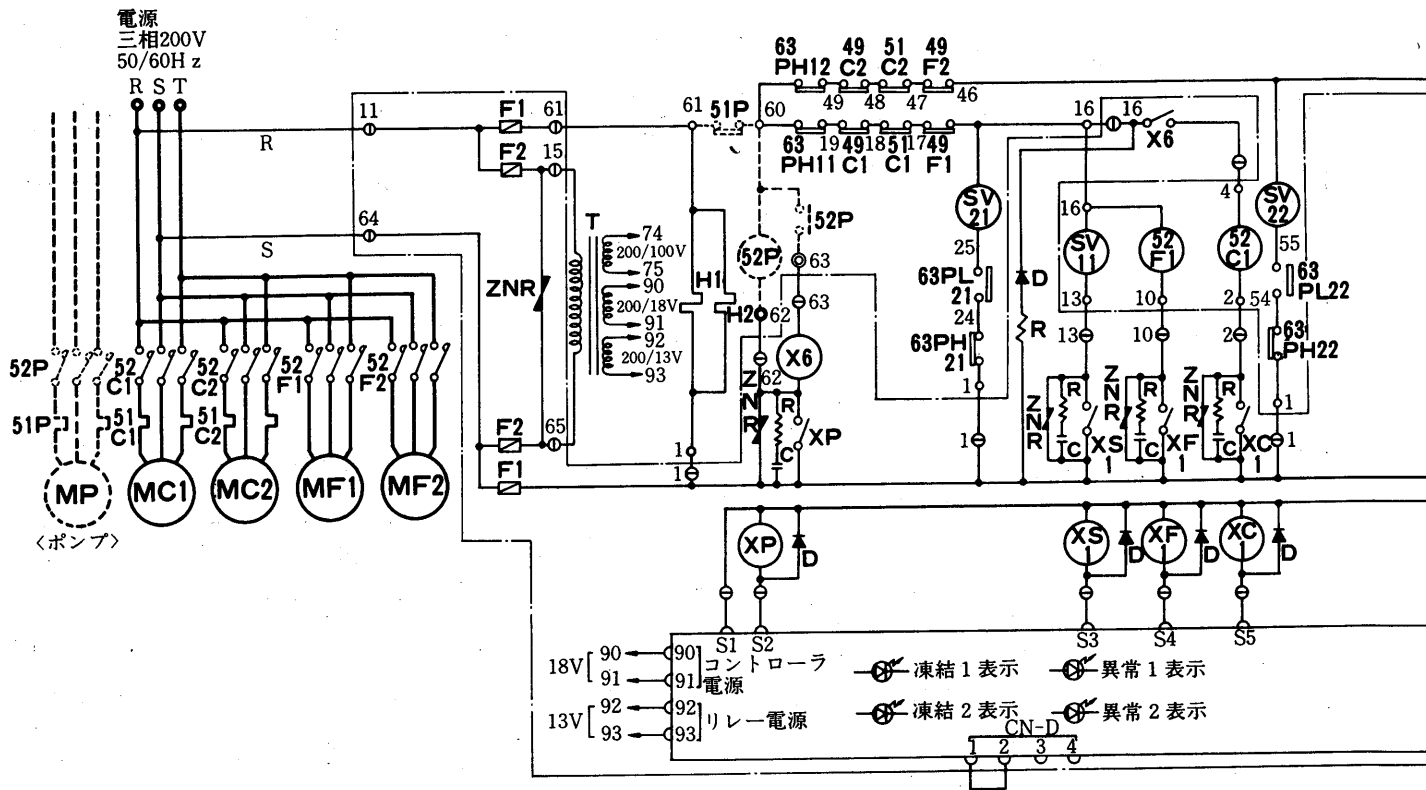 電源
三相200V
50/60Hz
R S T
R
S
11
64
F1
61
F2
15
F2
65
F1
ZNR
T
74
200/100V
75
90
200/18V
91
92
200/13V
93
H1
H2
61
51P
60
63 PH12
49 C2
51 C2
49 F2
49
48
47
46
63 PH11
49 C1
51 C1
49 F1
19
18
17
16
16
X6
52P
52P
63
62
63
62
X6
ZNR
R
C
XP
1
1
SV 21
25
63PL 21
24
63PH 21
1
1
D
R
16
SV 11
52 F1
4
52 C1
SV 22
55
63 PL22
54
63 PH22
1
1
13
10
2
13
10
2
ZNR
R
C
XS 1
ZNR
R
C
XF 1
ZNR
R
C
XC 1
52P
52 C1
52 C2
52 F1
52 F2
51P
51 C1
51 C2
MP
MC1
MC2
MF1
MF2
〈ポンプ〉
XP
D
XS 1
D
XF 1
D
XC 1
D
S1
S2
S3
S4
S5
18V
90
90
コントローラ
91
91
電源
13V
92
92
リレー電源
93
93
凍結1表示
異常1表示
凍結2表示
異常2表示
CN-D
1 2 3 4